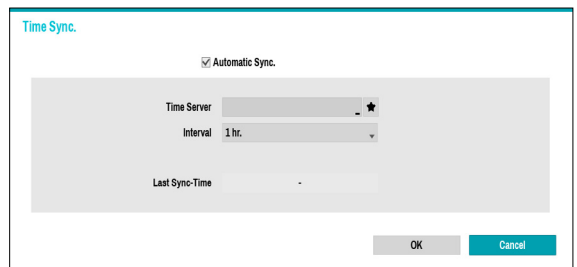 Time Sync.
Automatic Sync.
Time Server
Interval 1 hr.
Last Sync-Time -
OK Cancel